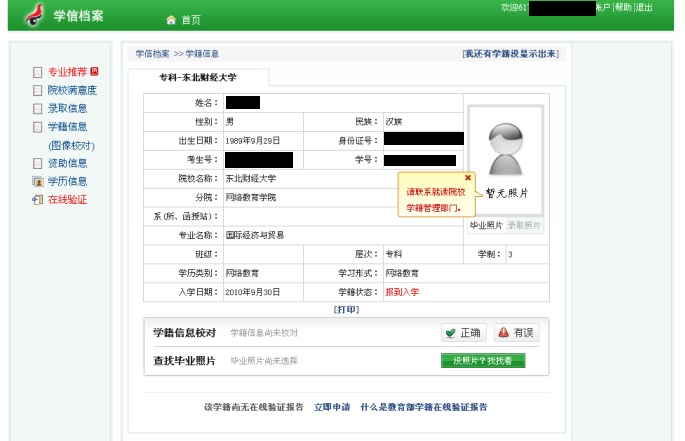 学信档案
首页
欢迎617 账户|帮助|退出
专业推荐
院校满意度
录取信息
学籍信息
(图像校对)
资助信息
学历信息
在线验证
学信档案 >>学籍信息
[我还有学籍没显示出来]
专科-东北财经大学
姓名：
性别： 男 民族： 汉族
出生日期： 1989年9月29日 身份证号：
考生号： 学号：
院校名称： 东北财经大学
分院： 网络教育学院
系(所、函授站)：
专业名称： 国际经济与贸易
班级： 层次： 专科 学制： 3
学历类别： 网络教育 学习形式： 网络教育
入学日期： 2010年9月30日 学籍状态： 报到入学
请联系就读院校
学籍管理部门。
暂无照片
毕业照片 录取照片
[打印]
学籍信息校对 学籍信息尚未校对 正确 有误
查找毕业照片 毕业照片尚未选择 没照片？找找看
该学籍尚无在线验证报告 立即申请 什么是教育部学籍在线验证报告